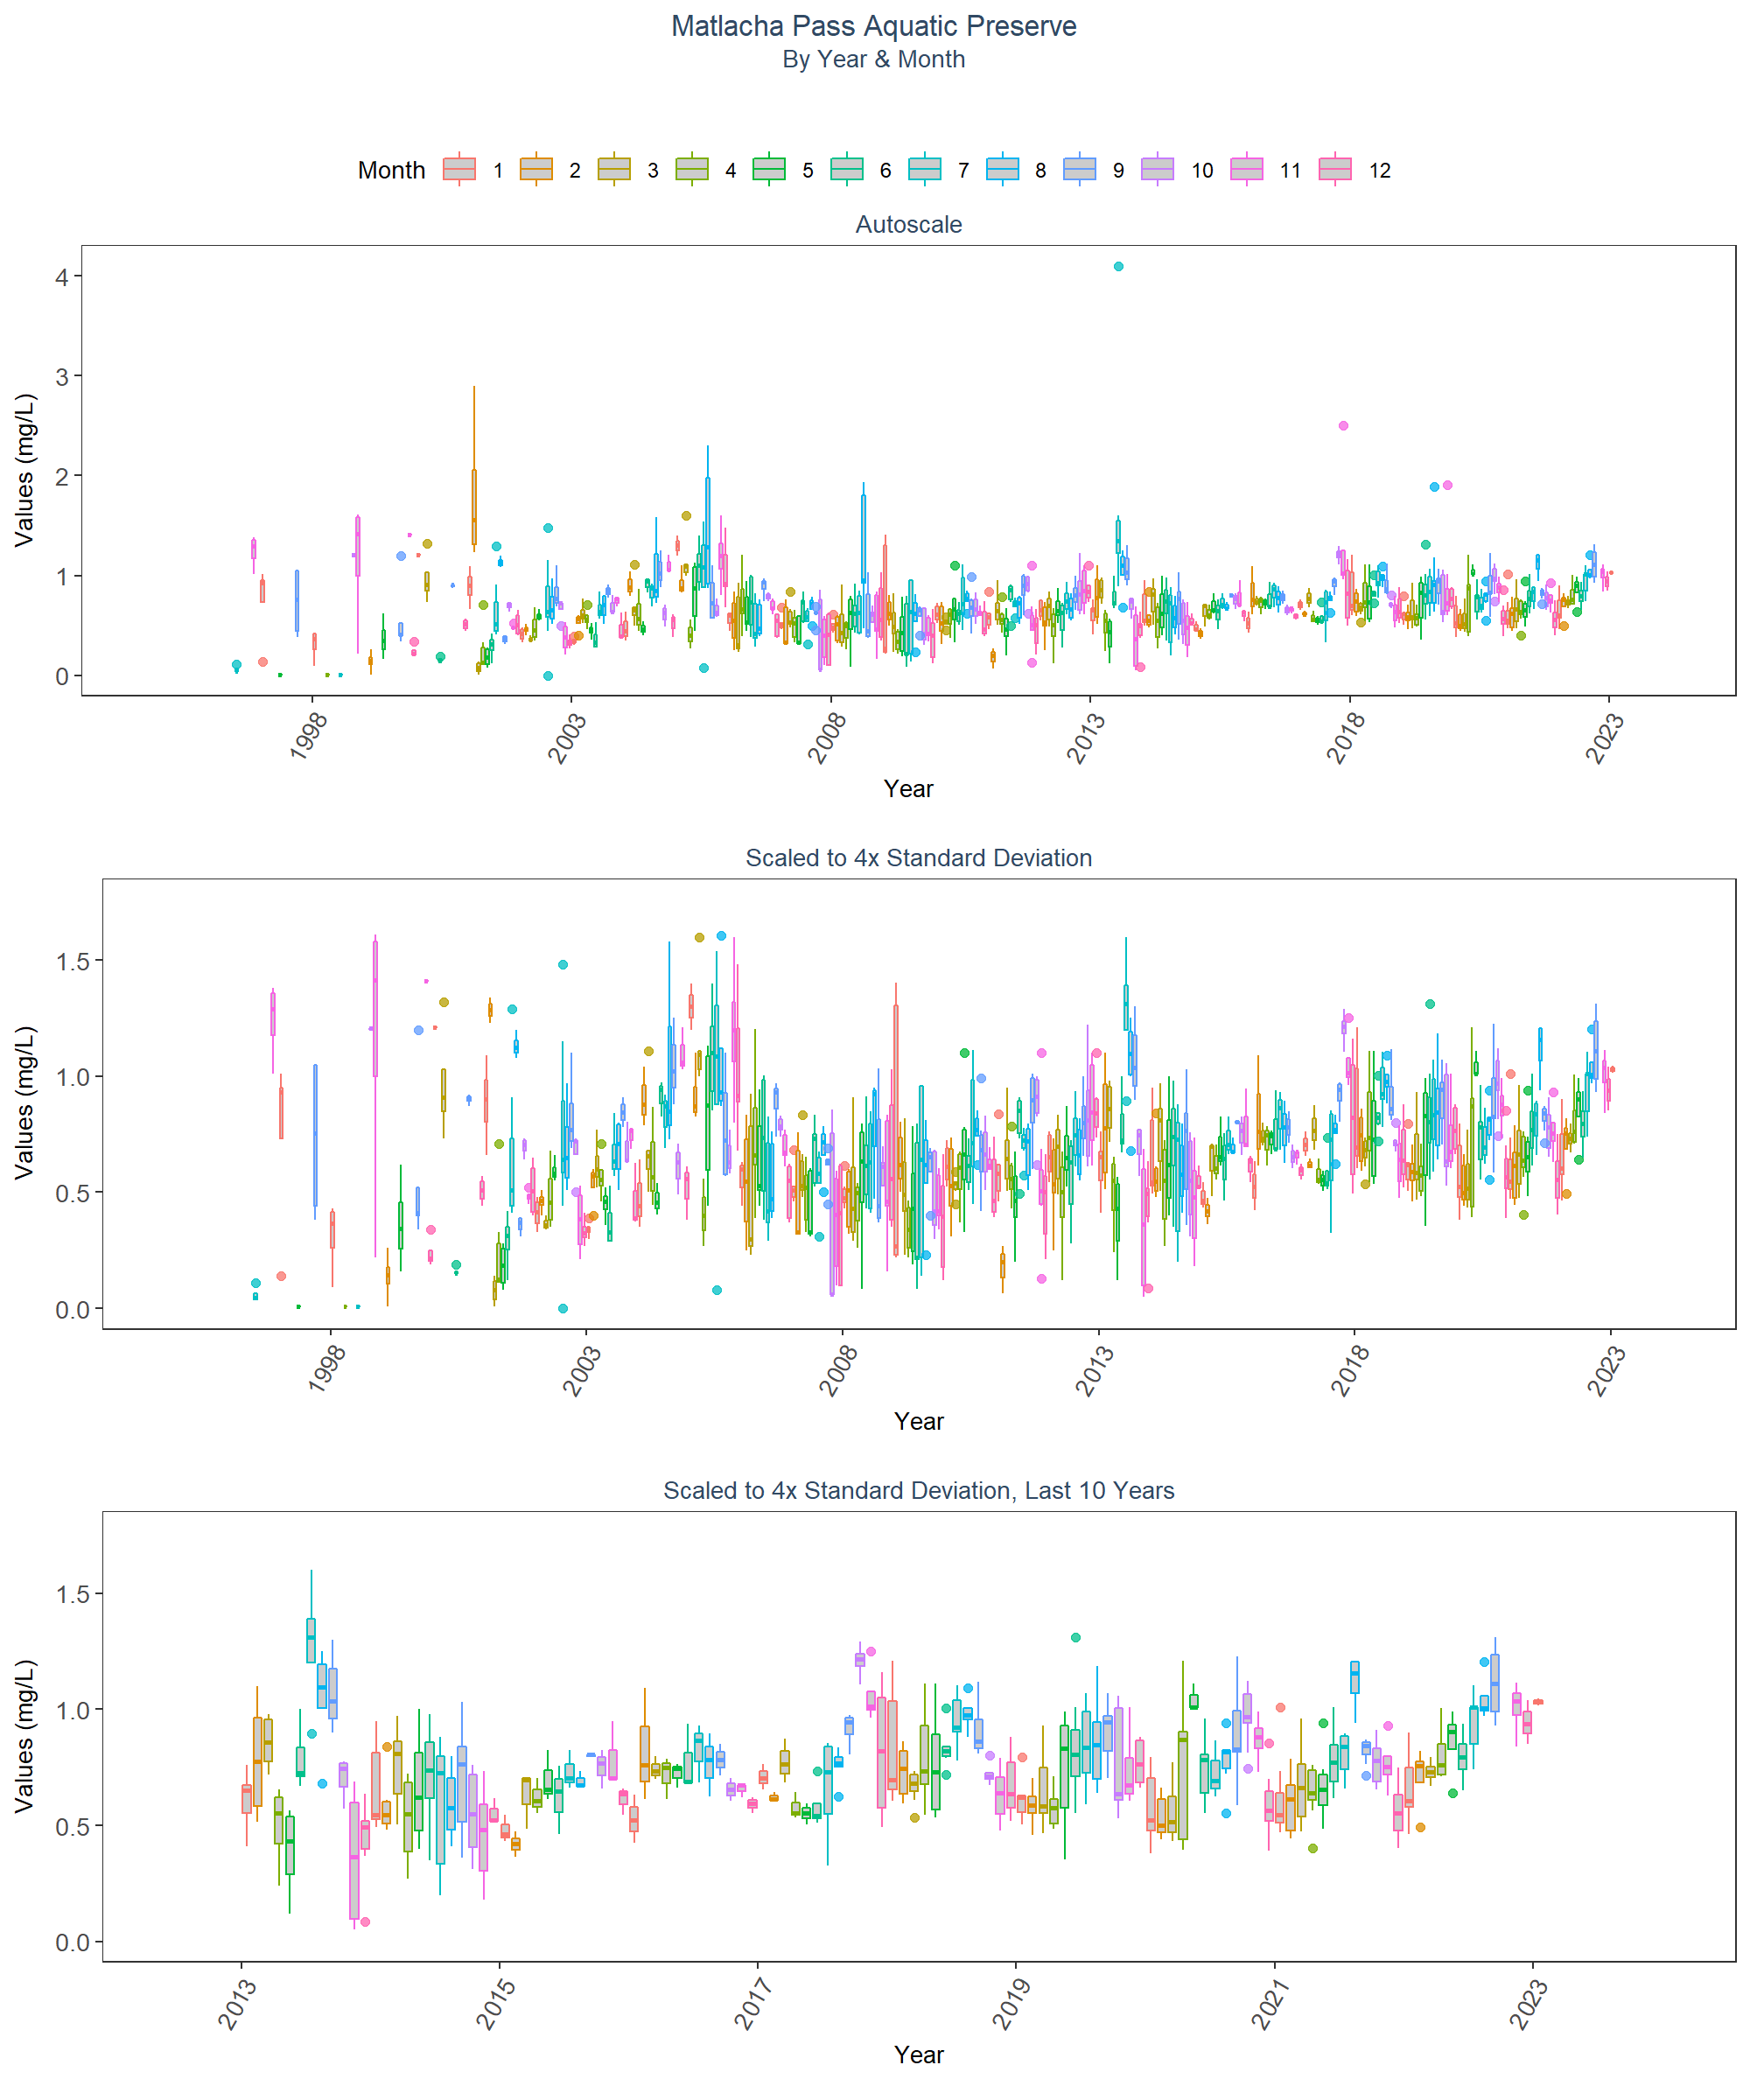 Matlacha Pass Aquatic Preserve
By Year & Month
Month 1 2 3 4 5 6 7 8 9 10 11 12
Autoscale
Values (mg/L)
4
3
2
1
0
1998 2003 2008 2013 2018 2023
Year
Scaled to 4x Standard Deviation
Values (mg/L)
1.5
1.0
0.5
0.0
1998 2003 2008 2013 2018 2023
Year
Scaled to 4x Standard Deviation, Last 10 Years
Values (mg/L)
1.5
1.0
0.5
0.0
2013 2015 2017 2019 2021 2023
Year